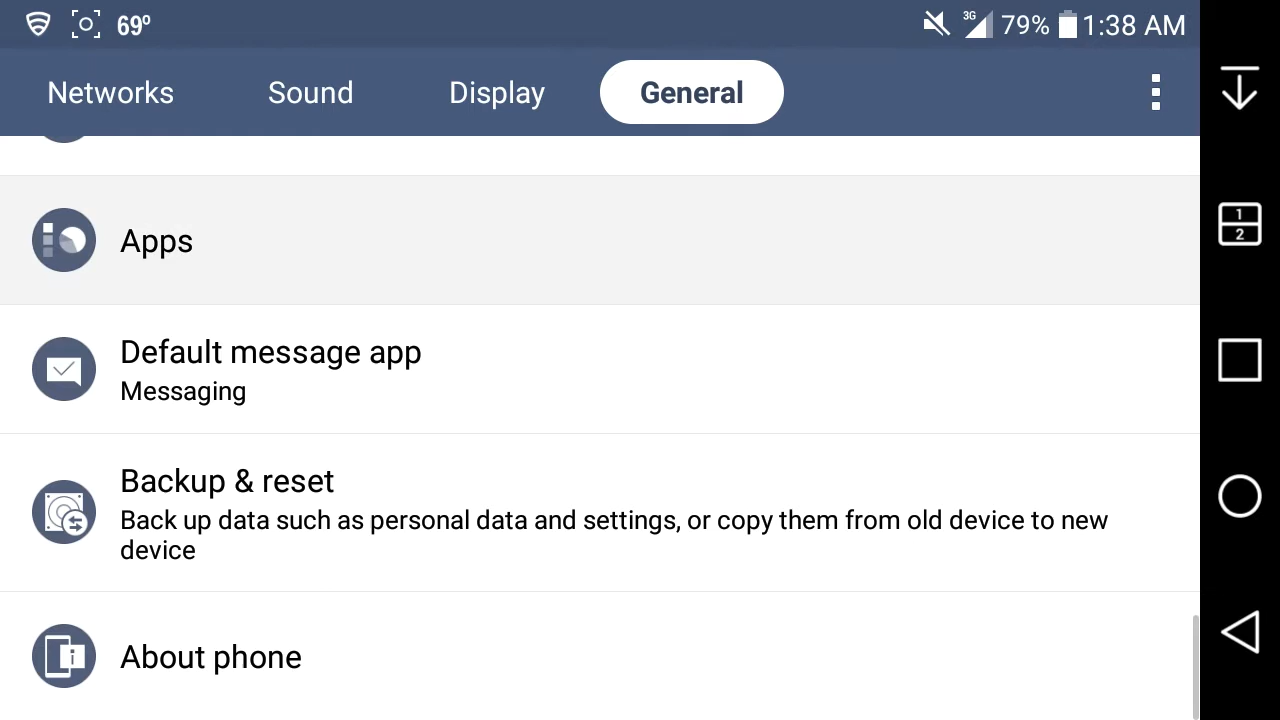 69º 3G 79% 1:38 AM
Networks Sound Display General
Apps
1
2
Default message app
Messaging
Backup & reset
Back up data such as personal data and settings, or copy them from old device to new
device
About phone